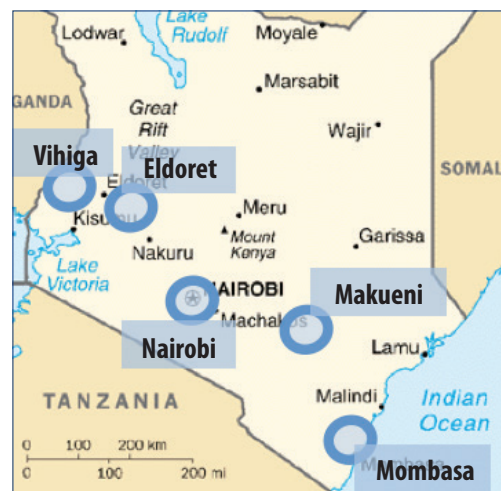 Lake
Rudolf
Lodwar
Moyale
Marsabit
GANDA
Great
Rift
Valley
Wajir
Vihiga
Eldoret
SOMAL
Eldoret
Kisumu
Meru
Nakuru
Mount
Kenya
Garissa
Lake
Victoria
NAIROBI
Makueni
Machakos
Nairobi
Lamu
Malindi
Indian
Ocean
TANZANIA
0 100 200 km
0 100 200 mi
Mombasa
Mombasa